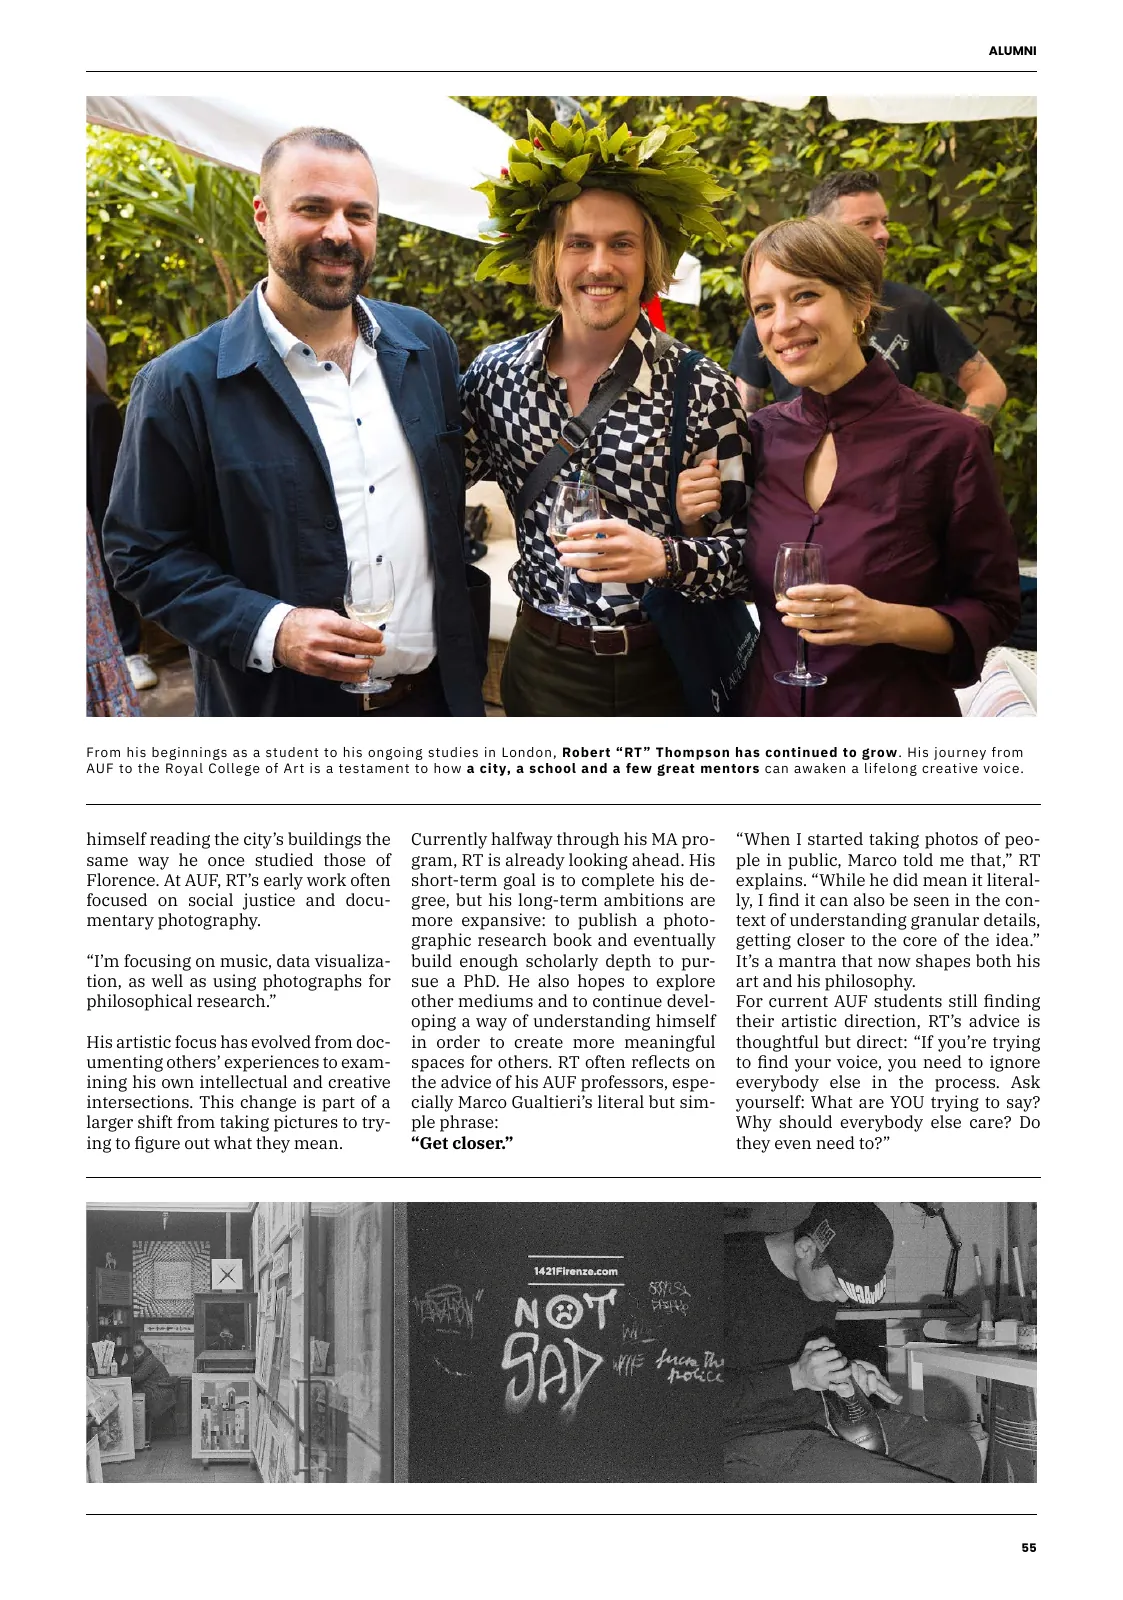 ALUMNI
From his beginnings as a student to his ongoing studies in London, Robert “RT” Thompson has continued to grow. His journey from
AUF to the Royal College of Art is a testament to how a city, a school and a few great mentors can awaken a lifelong creative voice.
himself reading the city’s buildings the
same way he once studied those of
Florence. At AUF, RT’s early work often
focused on social justice and docu-
mentary photography.
“I’m focusing on music, data visualiza-
tion, as well as using photographs for
philosophical research.”
His artistic focus has evolved from doc-
umenting others’ experiences to exam-
ining his own intellectual and creative
intersections. This change is part of a
larger shift from taking pictures to try-
ing to figure out what they mean.
Currently halfway through his MA pro-
gram, RT is already looking ahead. His
short-term goal is to complete his de-
gree, but his long-term ambitions are
more expansive: to publish a photo-
graphic research book and eventually
build enough scholarly depth to pur-
sue a PhD. He also hopes to explore
other mediums and to continue devel-
oping a way of understanding himself
in order to create more meaningful
spaces for others. RT often reflects on
the advice of his AUF professors, espe-
cially Marco Gualtieri’s literal but sim-
ple phrase:
“Get closer.”
“When I started taking photos of peo-
ple in public, Marco told me that,” RT
explains. “While he did mean it literal-
ly, I find it can also be seen in the con-
text of understanding granular details,
getting closer to the core of the idea.”
It’s a mantra that now shapes both his
art and his philosophy.
For current AUF students still finding
their artistic direction, RT’s advice is
thoughtful but direct: “If you’re trying
to find your voice, you need to ignore
everybody else in the process. Ask
yourself: What are YOU trying to say?
Why should everybody else care? Do
they even need to?”
1421Firenze.com
NOT
SAD
fuck the
police
55